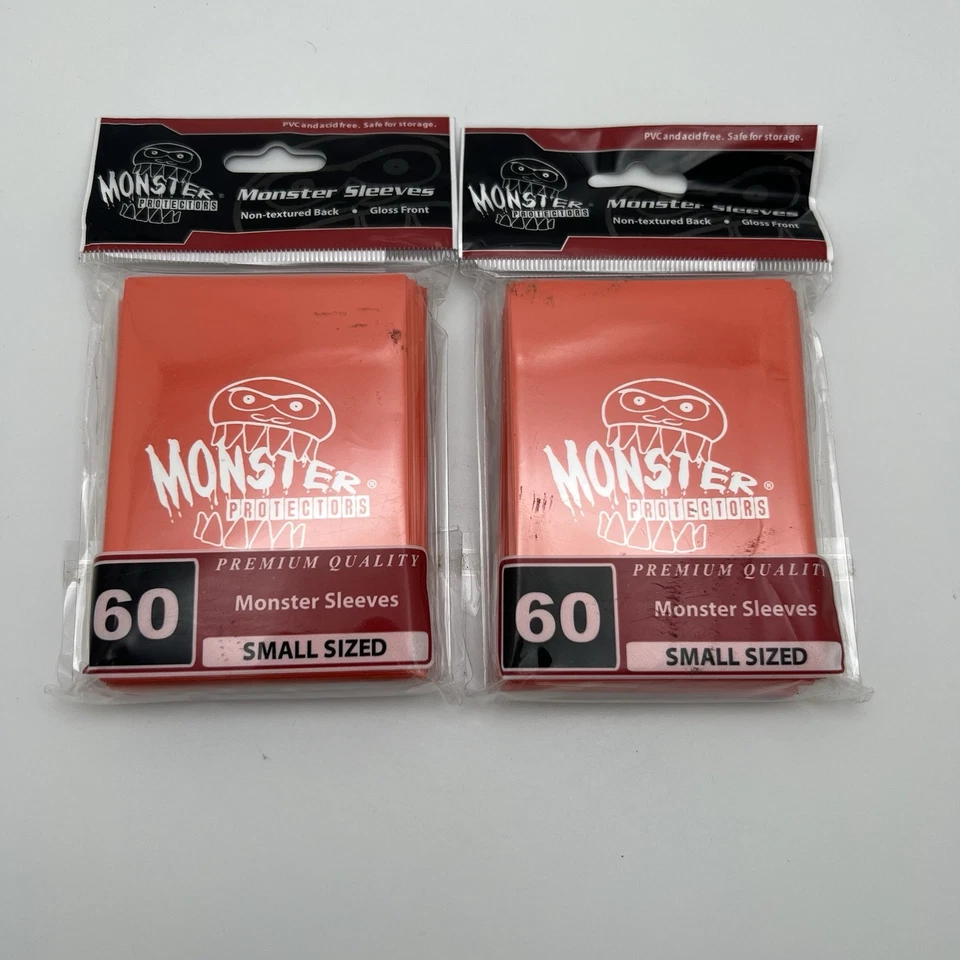 PVC and acid free. Safe for storage.
MONSTER
PROTECTORS
Monster Sleeves
Non-textured Back • Gloss Front
MONSTER®
PROTECTORS
PREMIUM QUALITY
60
Monster Sleeves
SMALL SIZED
PVC and acid free. Safe for storage.
MONSTER
PROTECTORS
Monster Sleeves
Non-textured Back • Gloss Front
MONSTER®
PROTECTORS
PREMIUM QUALITY
60
Monster Sleeves
SMALL SIZED